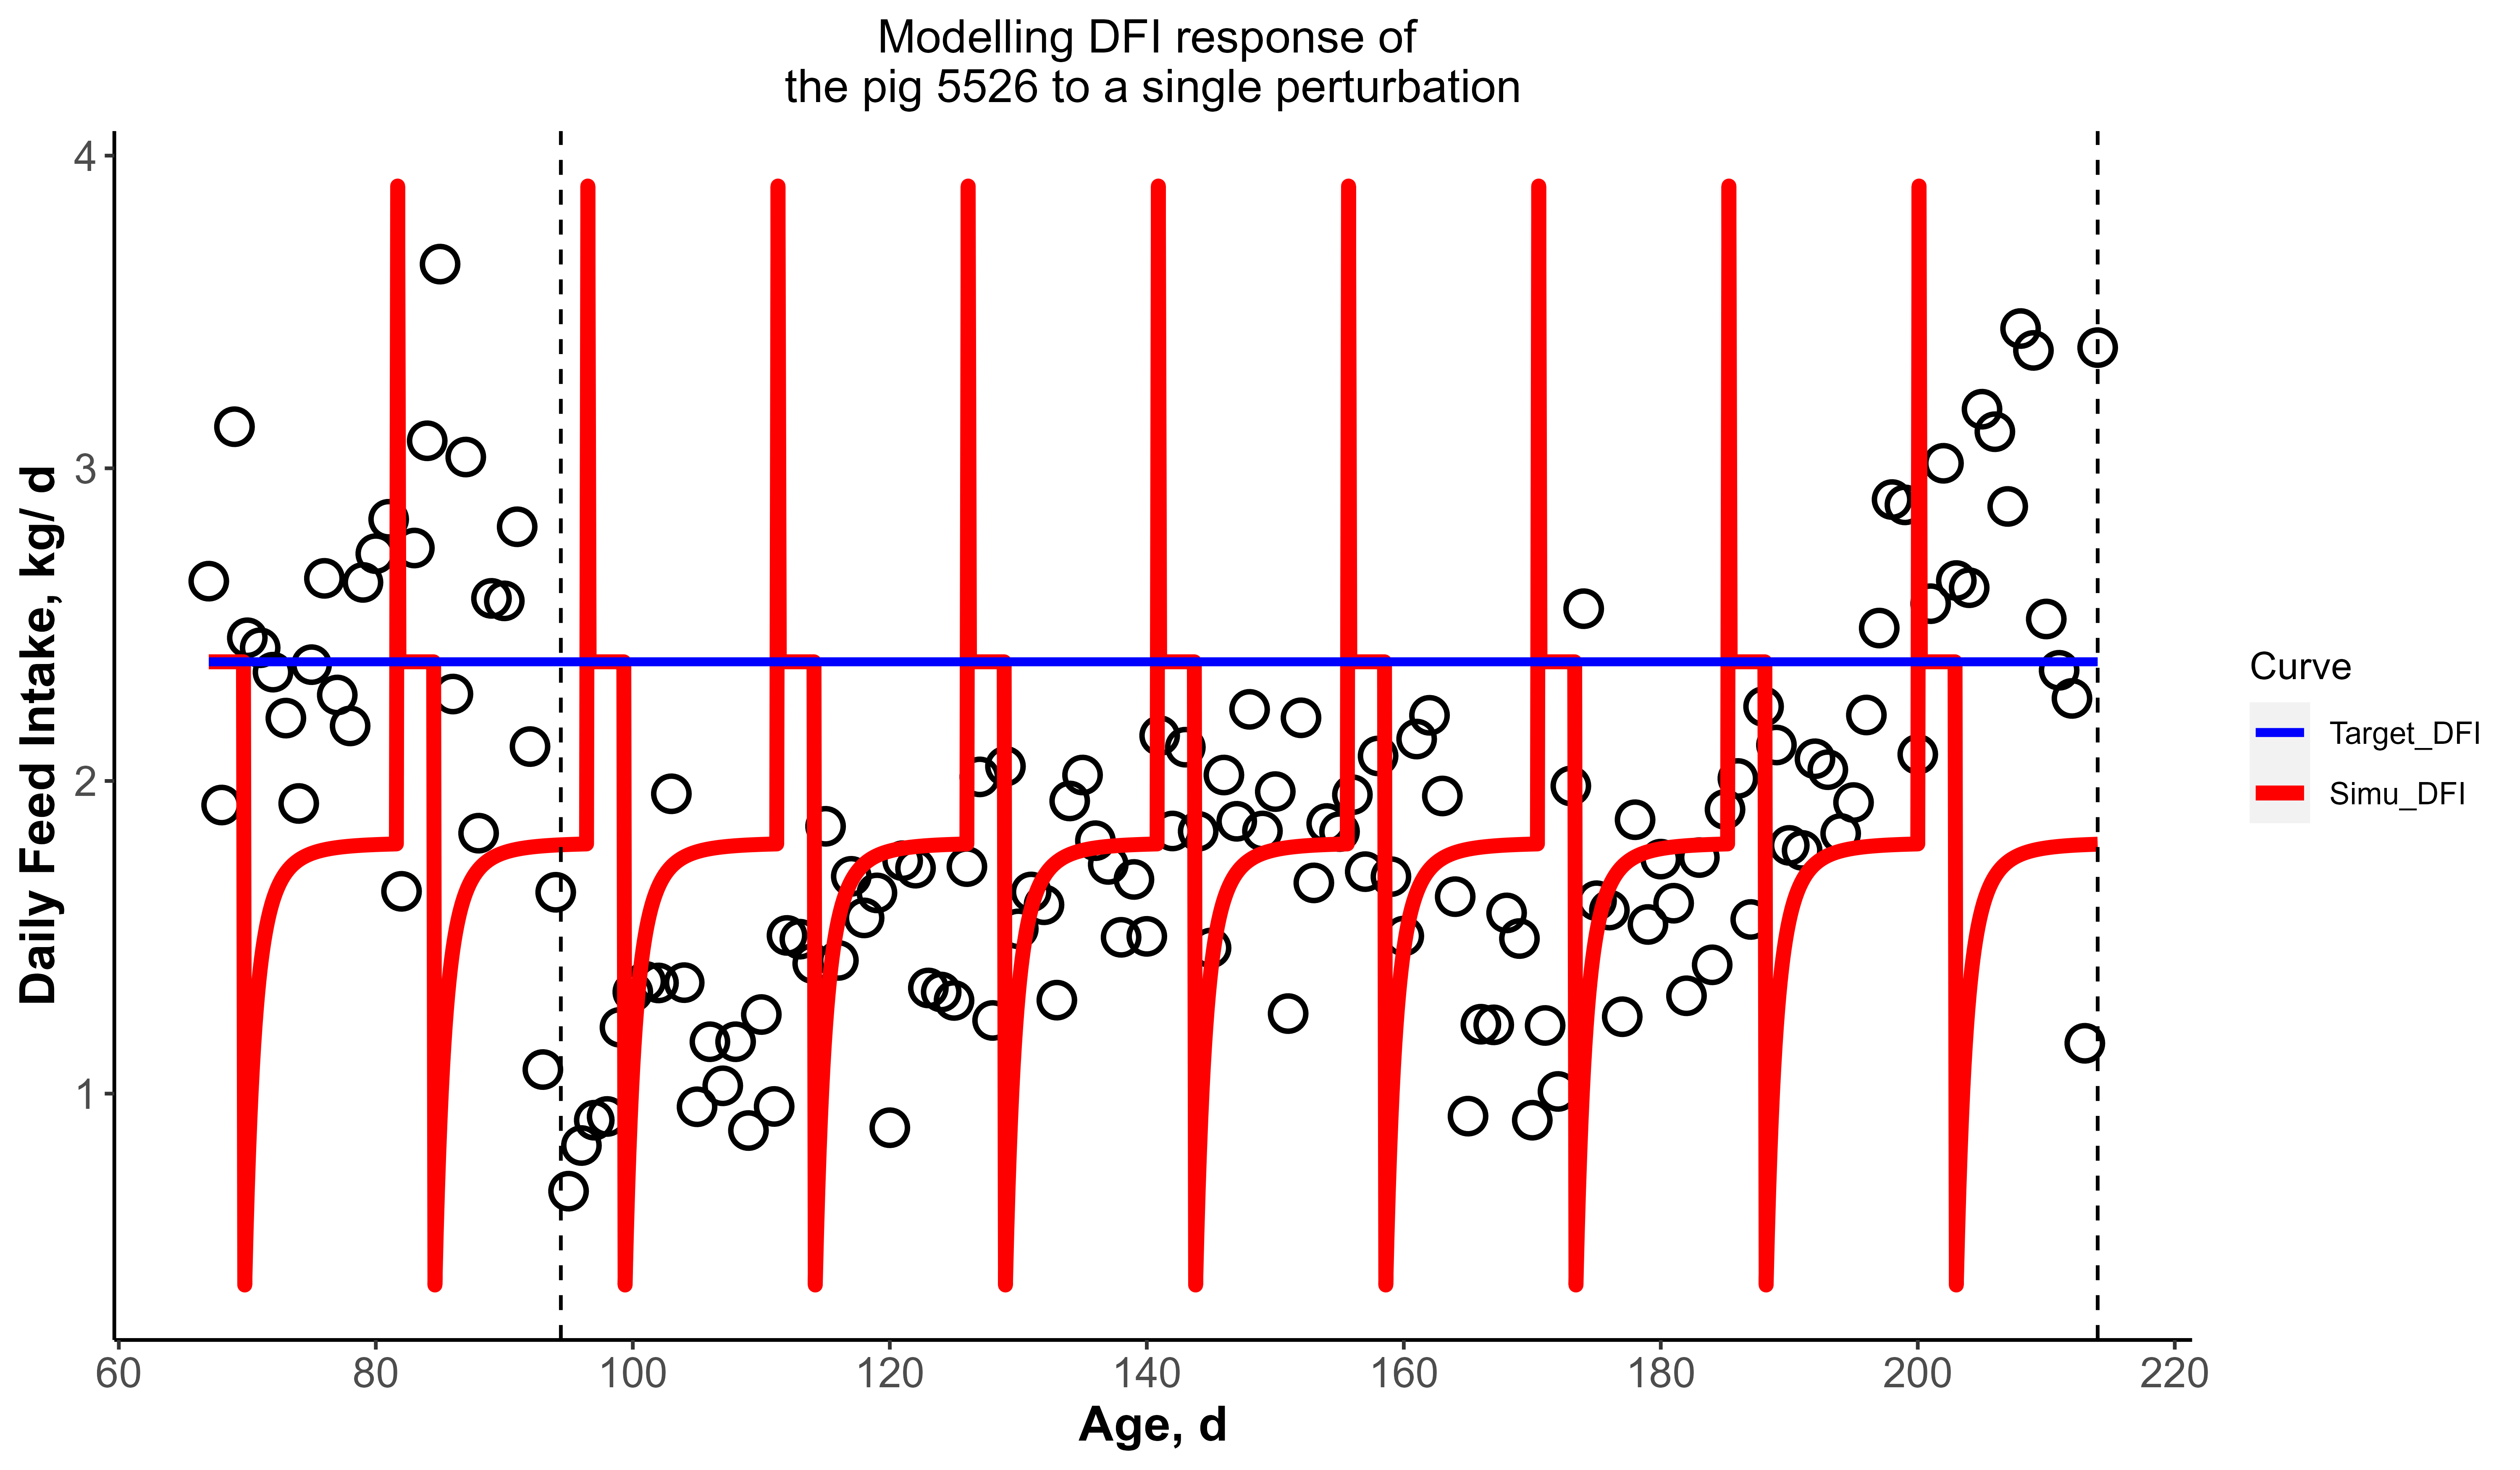 Modelling DFI response of
the pig 5526 to a single perturbation
Daily Feed Intake, kg/ d
4
3
2
1
60 80 100 120 140 160 180 200 220
Age, d
Curve
Target_DFI
Simu_DFI